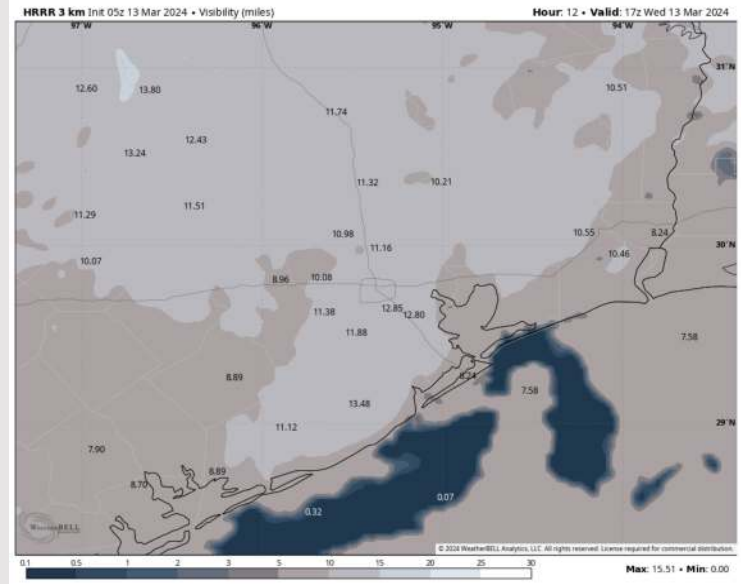 HRRR 3 km Init 05z 13 Mar 2024 • Visibility (miles) Hour: 12 • Valid: 17z Wed 13 Mar 2024
97°W 96°W 95°W 94°W
31°N
12.60 13.80 10.51
11.74
12.43
13.24
11.32 10.21
11.51
11.29
10.98 10.55 8.24
11.16
30°N
10.07 10.46
8.96 10.08
11.38 12.85 12.80
11.88 7.58
8.89 8.24
7.58
13.48
11.12 29°N
7.90
8.70 8.89
0.32 0.07
WeatherBELL
© 2024 WeatherBELL Analytics, LLC. All rights reserved. License required for commercial distribution.
0.1 0.5 1 2 3 5 10 15 20 25 30
Max: 15.51 • Min: 0.00